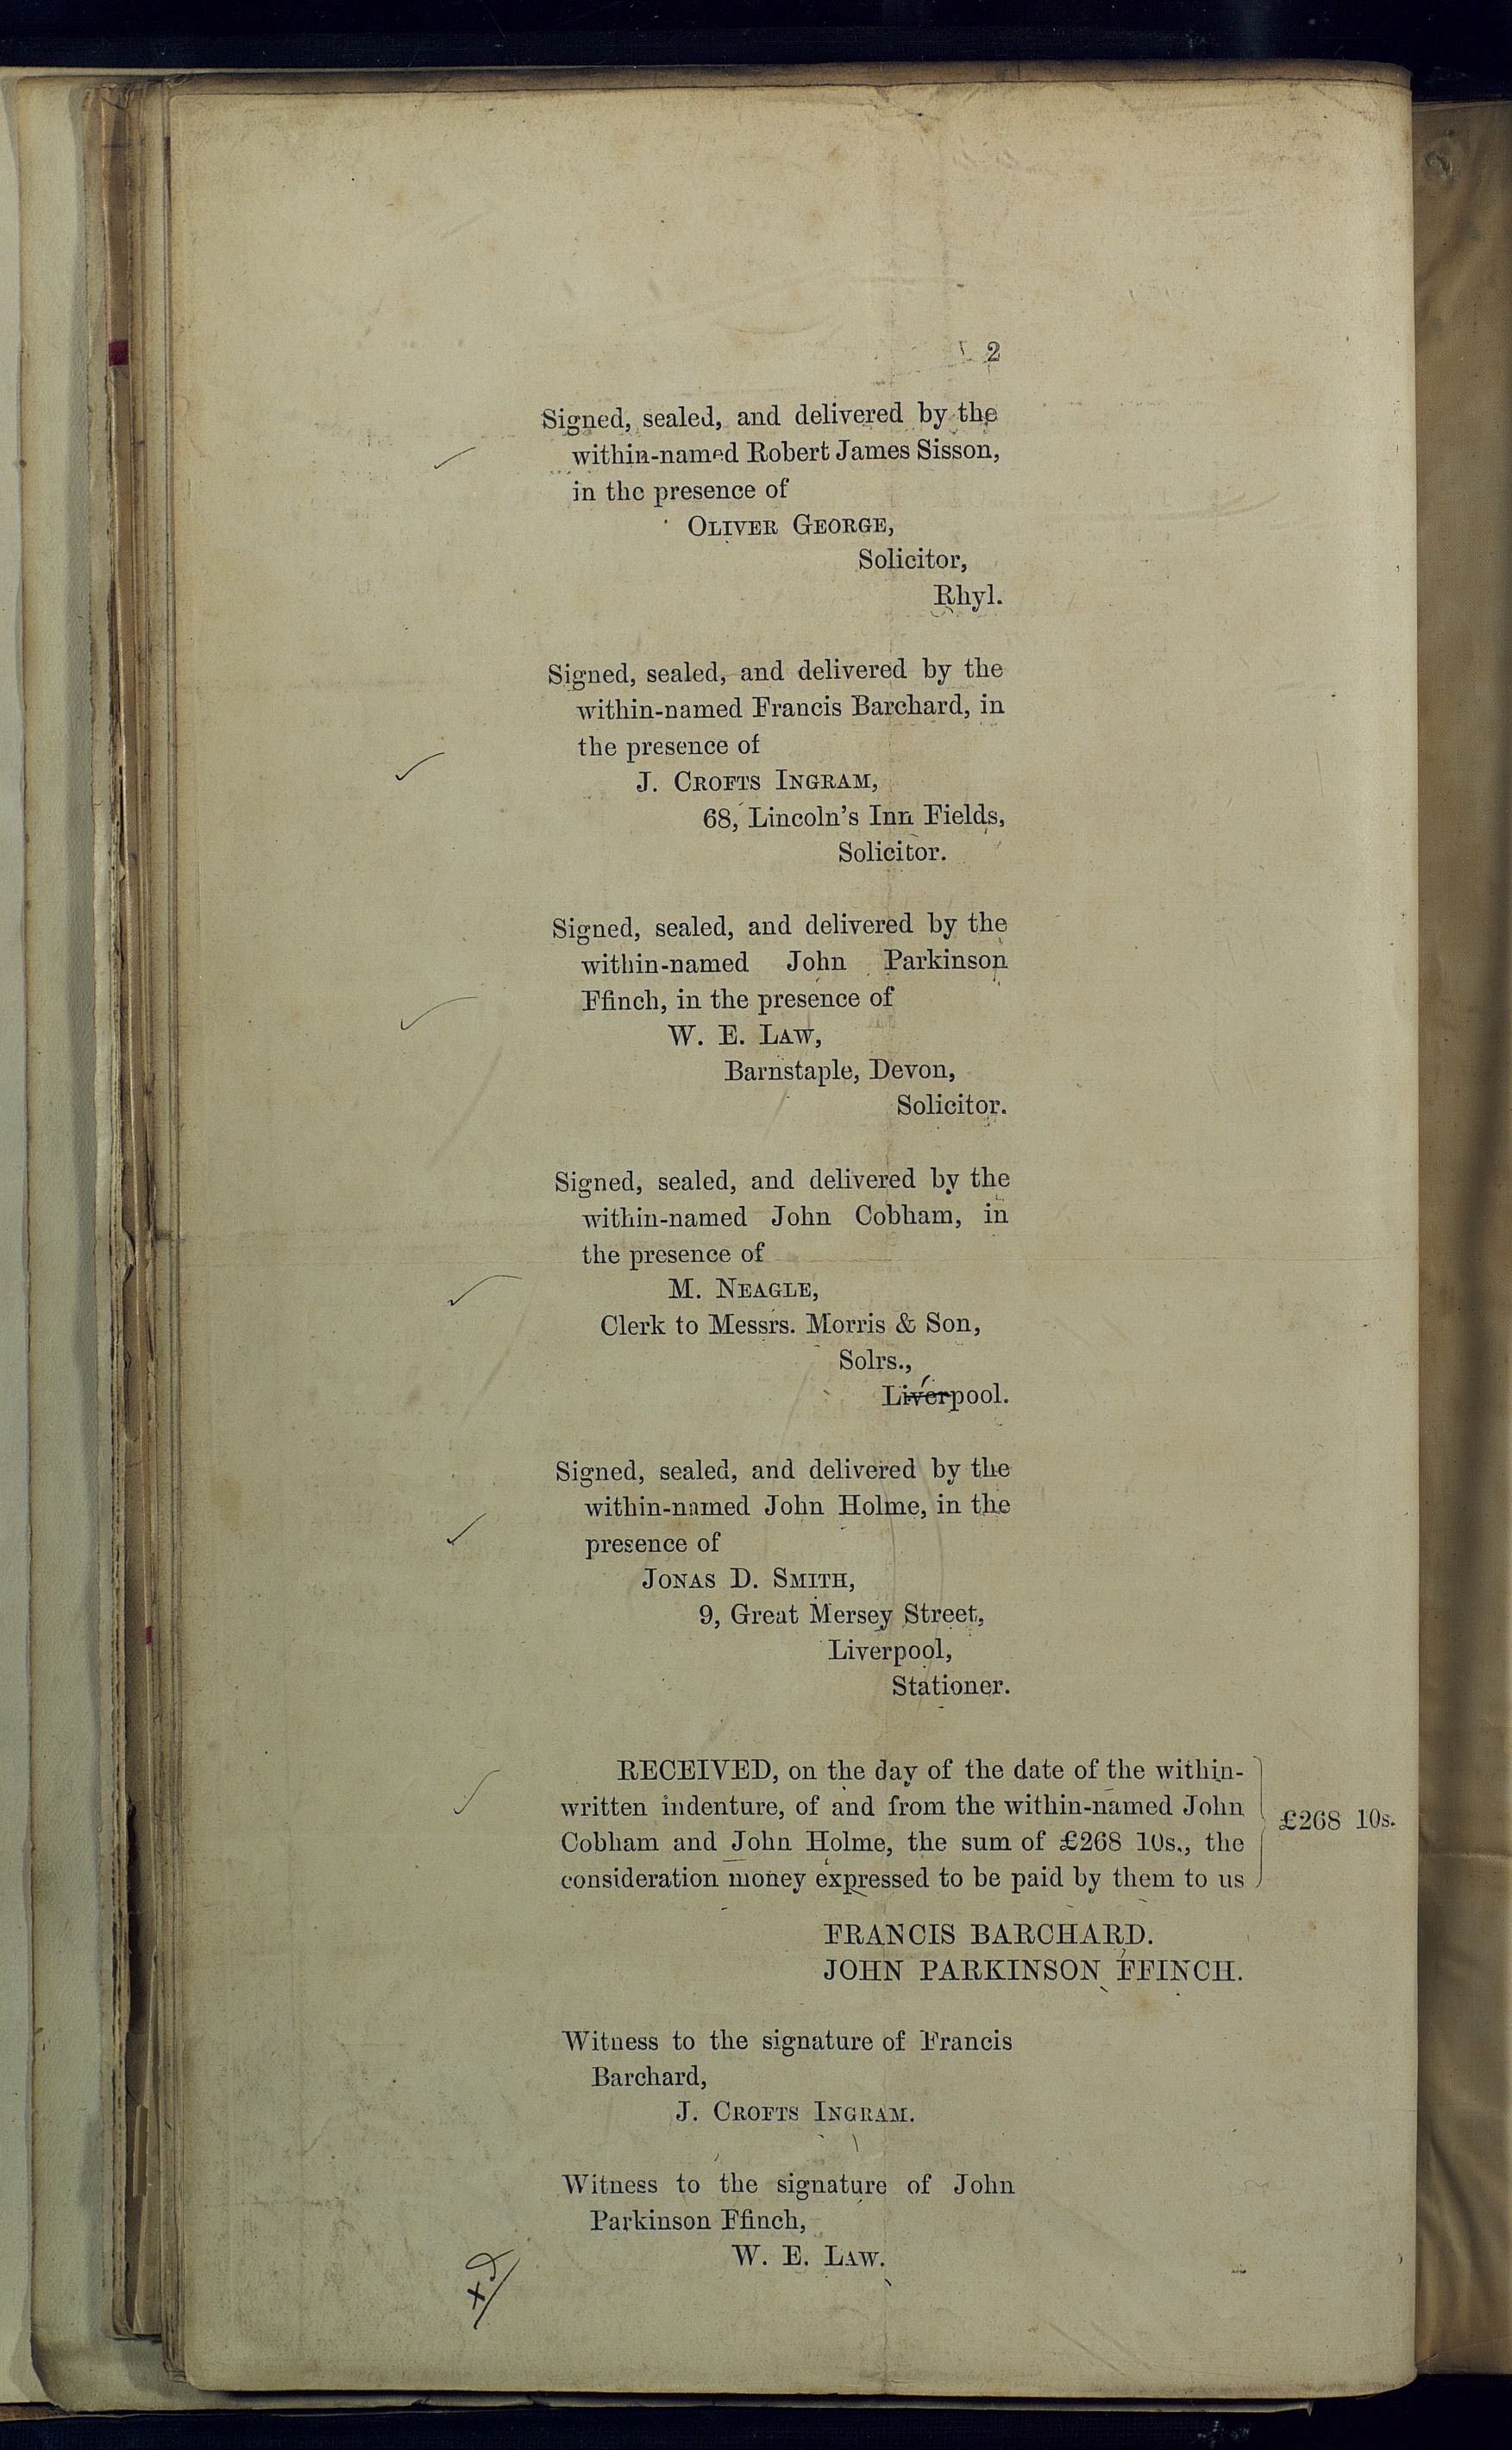 2
Signed, sealed, and delivered by the
within-named Robert James Sisson,
in the presence of
OLIVER GEORGE,
Solicitor,
Rhyl.
Signed, sealed, and delivered by the
within-named Francis Barchard, in
the presence of
J. CROFTS INGRAM,
68, Lincoln's Inn Fields,
Solicitor.
Signed, sealed, and delivered by the
within-named John Parkinson
Ffinch, in the presence of
W. E. LAW,
Barnstaple, Devon,
Solicitor.
Signed, sealed, and delivered by the
within-named John Cobham, in
the presence of
M. NEAGLE,
Clerk to Messrs. Morris & Son,
Solrs.,
Liverpool.
Signed, sealed, and delivered by the
within-named John Holme, in the
presence of
JONAS D. SMITH,
9, Great Mersey Street,
Liverpool,
Stationer.
RECEIVED, on the day of the date of the within-
written indenture, of and from the within-named John
Cobham and John Holme, the sum of £268 10s., the
consideration money expressed to be paid by them to us
£268 10s.
FRANCIS BARCHARD.
JOHN PARKINSON FFINCH.
Witness to the signature of Francis
Barchard,
J. CROFTS INGRAM.
Witness to the signature of John
Parkinson Ffinch,
W. E. LAW.